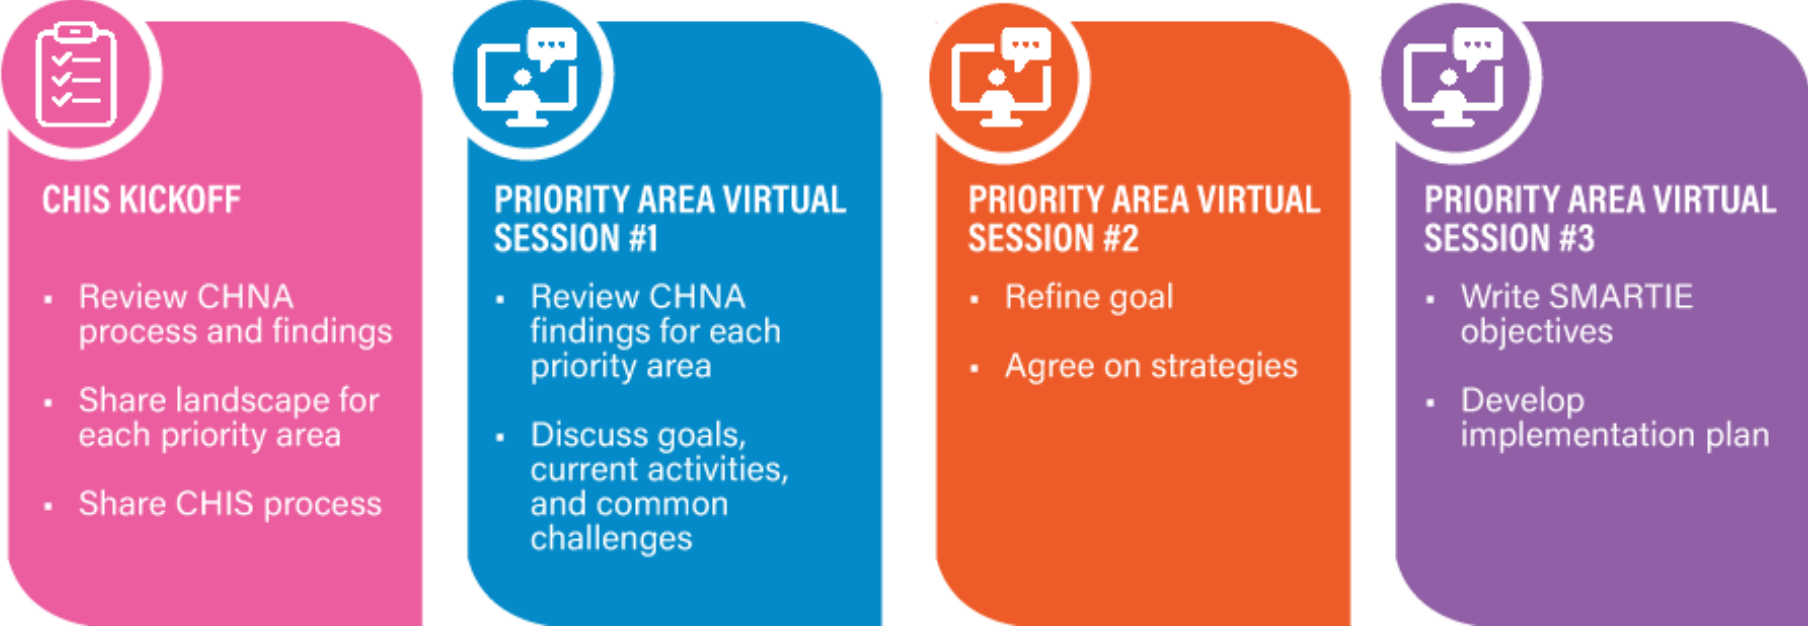 CHIS KICKOFF
▪ Review CHNA
process and findings
▪ Share landscape for
each priority area
▪ Share CHIS process
PRIORITY AREA VIRTUAL
SESSION #1
▪ Review CHNA
findings for each
priority area
▪ Discuss goals,
current activities,
and common
challenges
PRIORITY AREA VIRTUAL
SESSION #2
▪ Refine goal
▪ Agree on strategies
PRIORITY AREA VIRTUAL
SESSION #3
▪ Write SMARTIE
objectives
▪ Develop
implementation plan